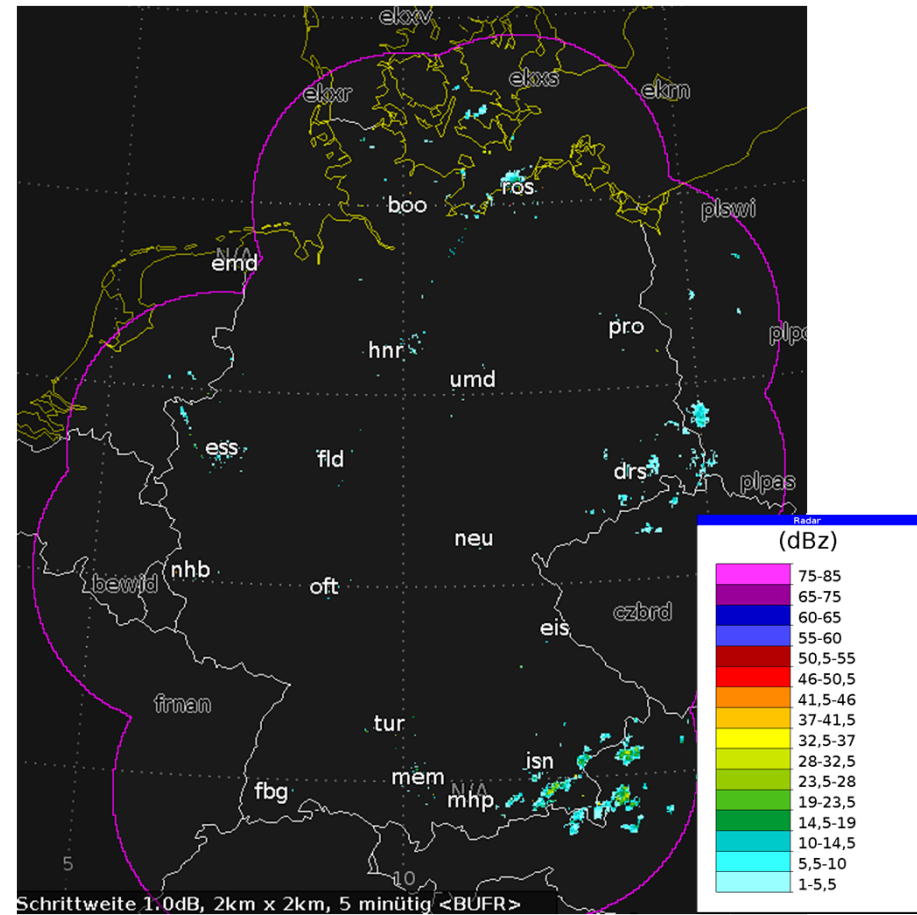 ekxv
ekxs
ekxr
ekrn
ros
boo
plswi
N/A
emd
pro
plpo
hnr
umd
ess
fld
drs
plpas
neu
nhb
bewid
oft
czbrd
eis
frnan
tur
isn
mem
N/A
fbg
mhp
5
10
Schrittweite 1.0dB, 2km x 2km, 5 minütig <BUFR>
Radar
(dBz)
75-85
65-75
60-65
55-60
50,5-55
46-50,5
41,5-46
37-41,5
32,5-37
28-32,5
23,5-28
19-23,5
14,5-19
10-14,5
5,5-10
1-5,5